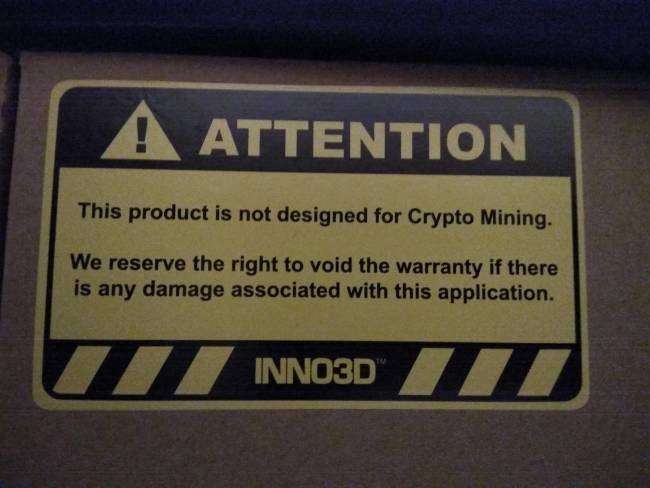 ATTENTION
This product is not designed for Crypto Mining.
We reserve the right to void the warranty if there
is any damage associated with this application.
INNO3D™